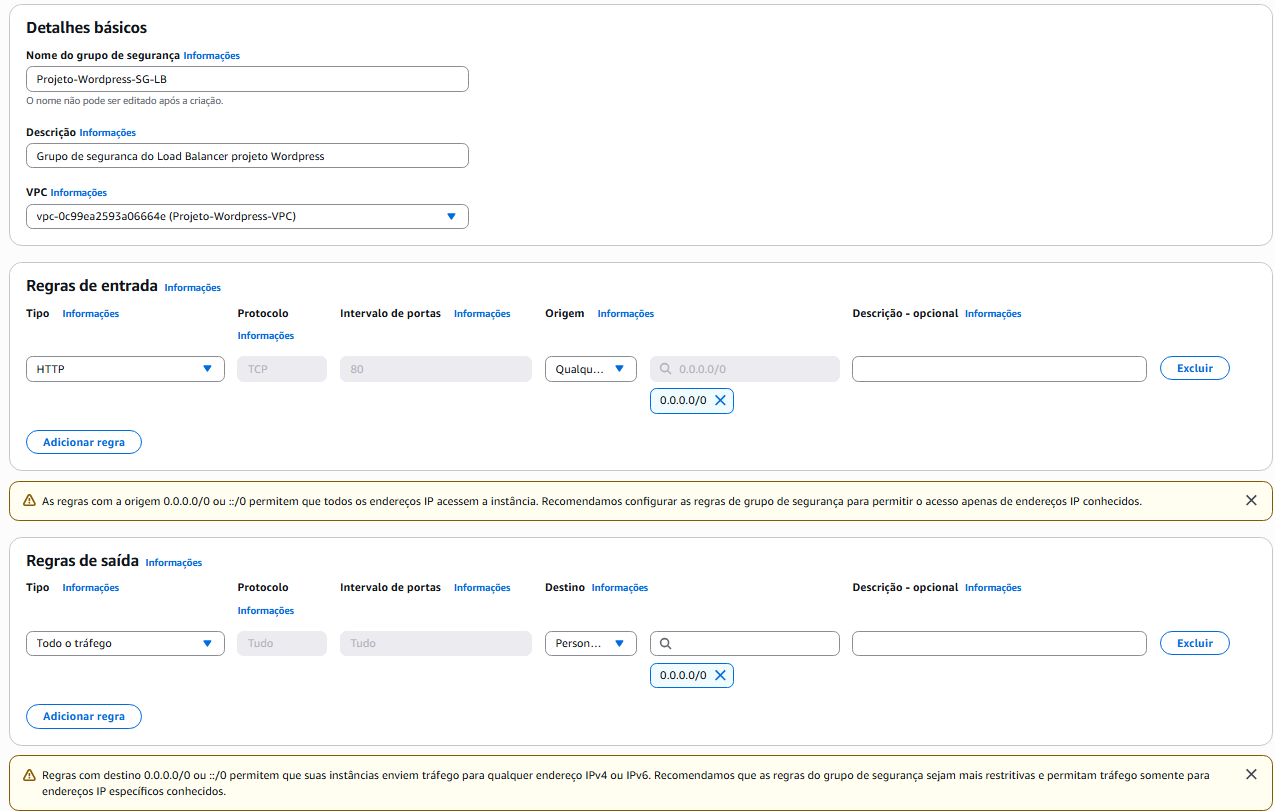 Detalhes básicos
Nome do grupo de segurança Informações
Projeto-Wordpress-SG-LB
O nome não pode ser editado após a criação.
Descrição Informações
Grupo de seguranca do Load Balancer projeto Wordpress
VPC Informações
vpc-0c99ea2593a06664e (Projeto-Wordpress-VPC)
Regras de entrada Informações
Tipo Informações Protocolo Informações Intervalo de portas Informações Origem Informações Descrição - opcional Informações
HTTP TCP 80 Qualqu... 0.0.0.0/0 Excluir
0.0.0.0/0
Adicionar regra
As regras com a origem 0.0.0.0/0 ou ::/0 permitem que todos os endereços IP acessem a instância. Recomendamos configurar as regras de grupo de segurança para permitir o acesso apenas de endereços IP conhecidos.
Regras de saída Informações
Tipo Informações Protocolo Informações Intervalo de portas Informações Destino Informações Descrição - opcional Informações
Todo o tráfego Tudo Tudo Person... Excluir
0.0.0.0/0
Adicionar regra
Regras com destino 0.0.0.0/0 ou ::/0 permitem que suas instâncias enviem tráfego para qualquer endereço IPv4 ou IPv6. Recomendamos que as regras do grupo de segurança sejam mais restritivas e permitam tráfego somente para
endereços IP específicos conhecidos.